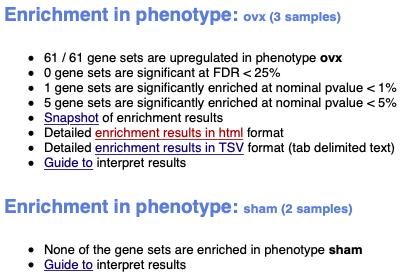 Enrichment in phenotype: ovx (3 samples)
• 61 / 61 gene sets are upregulated in phenotype ovx
• 0 gene sets are significant at FDR < 25%
• 1 gene sets are significantly enriched at nominal pvalue < 1%
• 5 gene sets are significantly enriched at nominal pvalue < 5%
• Snapshot of enrichment results
• Detailed enrichment results in html format
• Detailed enrichment results in TSV format (tab delimited text)
• Guide to interpret results
Enrichment in phenotype: sham (2 samples)
• None of the gene sets are enriched in phenotype sham
• Guide to interpret results